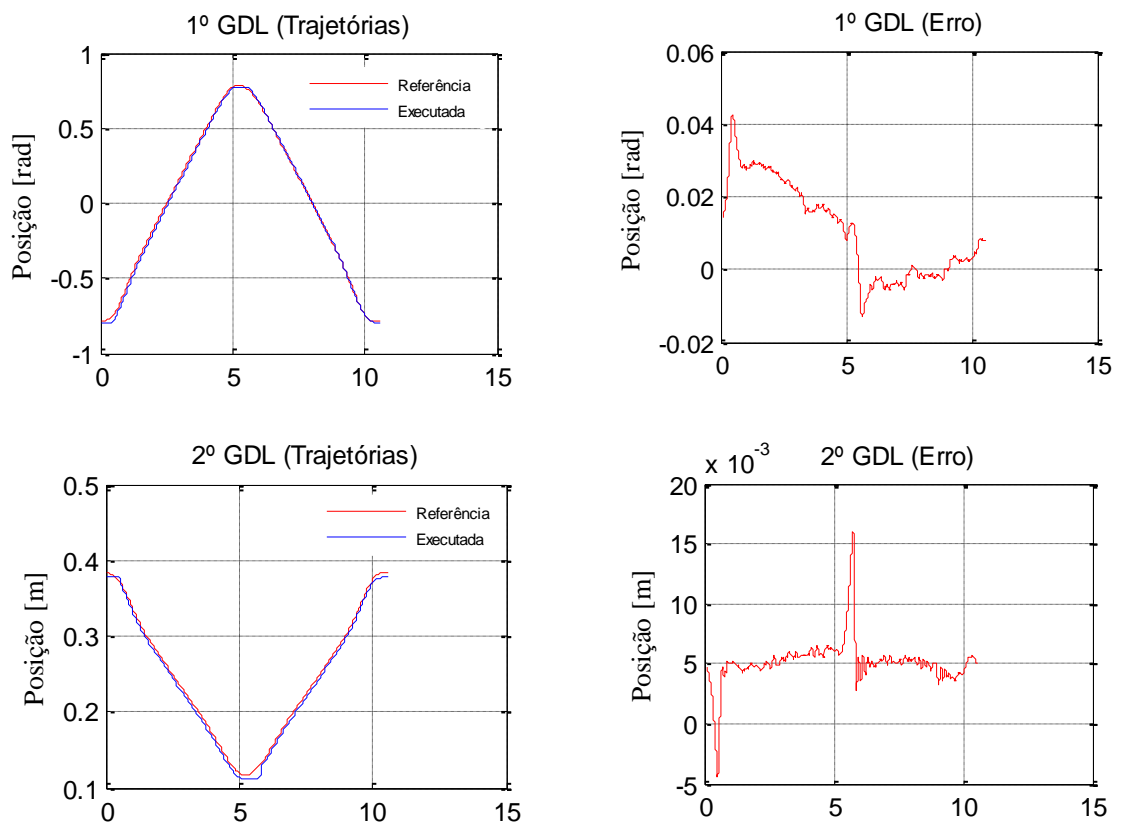 1º GDL (Trajetórias)
1
0.5
0
-0.5
-1
Posição [rad]
Referência
Executada
0 5 10 15
1º GDL (Erro)
0.06
0.04
0.02
0
-0.02
Posição [rad]
0 5 10 15
2º GDL (Trajetórias)
0.5
0.4
0.3
0.2
0.1
Posição [m]
Referência
Executada
0 5 10 15
2º GDL (Erro)
x 10⁻³
20
15
10
5
0
-5
Posição [m]
0 5 10 15